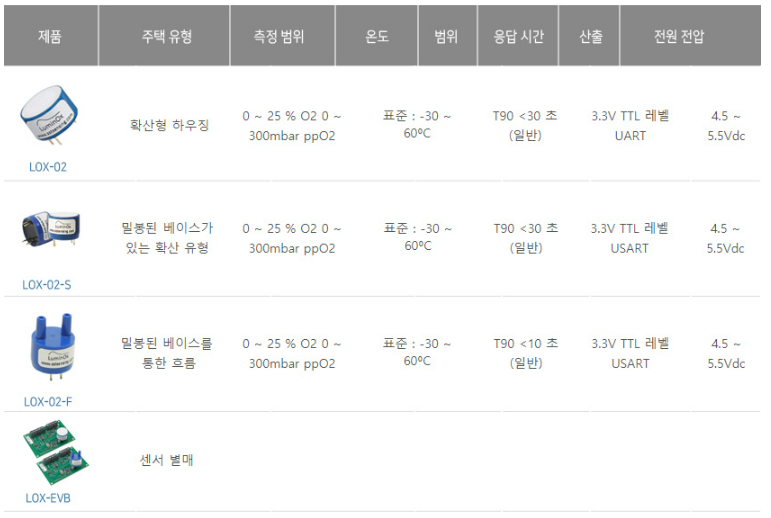 제품 주택 유형 측정 범위 온도 범위 응답 시간 산출 전원 전압
LuminOx
확산형 하우징
0 ~ 25 % O2 0 ~
300mbar ppO2
표준 : -30 ~
60⁰C
T90 <30 초
(일반)
3.3V TTL 레벨
UART
4.5 ~
5.5Vdc
LOX-02
밀봉된 베이스가
있는 확산 유형
0 ~ 25 % O2 0 ~
300mbar ppO2
표준 : -30 ~
60⁰C
T90 <30 초
(일반)
3.3V TTL 레벨
USART
4.5 ~
5.5Vdc
LOX-02-S
LuminOx
밀봉된 베이스를
통한 흐름
0 ~ 25 % O2 0 ~
300mbar ppO2
표준 : -30 ~
60⁰C
T90 <10 초
(일반)
3.3V TTL 레벨
USART
4.5 ~
5.5Vdc
LOX-02-F
센서 별매
LOX-EVB